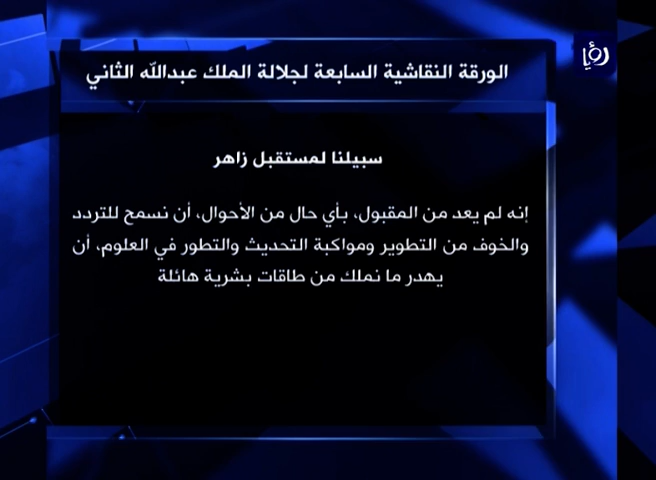 رؤيا
الورقة النقاشية السابعة لجلالة الملك عبدالله الثاني
سبيلنا لمستقبل زاهر
إنه لم يعد من المقبول، بأي حال من الأحوال، أن نسمح للتردد
والخوف من التطوير ومواكبة التحديث والتطور في العلوم، أن
يهدر ما نملك من طاقات بشرية هائلة